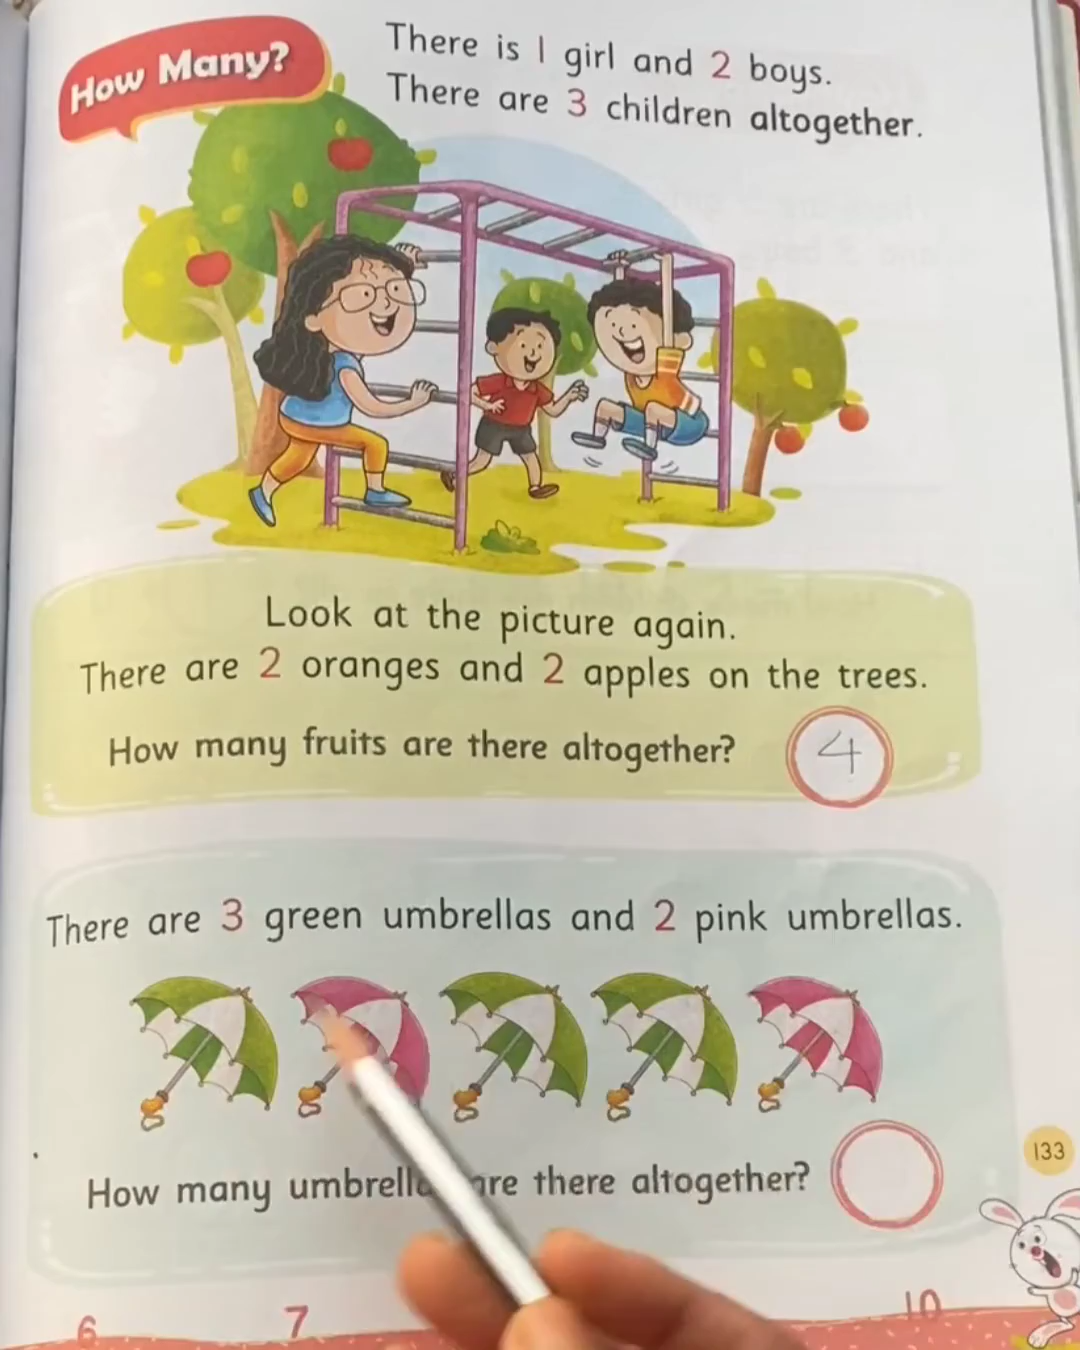 How Many?
There is 1 girl and 2 boys.
There are 3 children altogether.
Look at the picture again.
There are 2 oranges and 2 apples on the trees.
How many fruits are there altogether?
4
There are 3 green umbrellas and 2 pink umbrellas.
How many are there altogether?
133
6 7 10